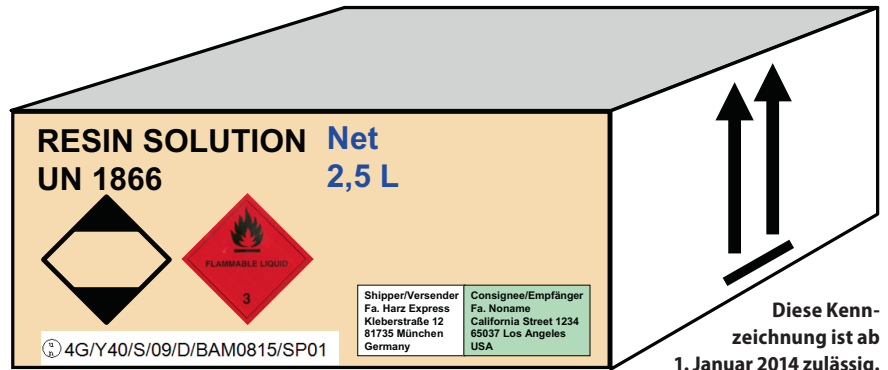 RESIN SOLUTION Net
UN 1866 2,5 L
FLAMMABLE LIQUID
3
Shipper/Versender
Fa. Harz Express
Kleberstraße 12
81735 München
Germany
Consignee/Empfänger
Fa. Noname
California Street 1234
65037 Los Angeles
USA
4G/Y40/S/09/D/BAM0815/SP01
Diese Kenn-
zeichnung ist ab
1. Januar 2014 zulässig.